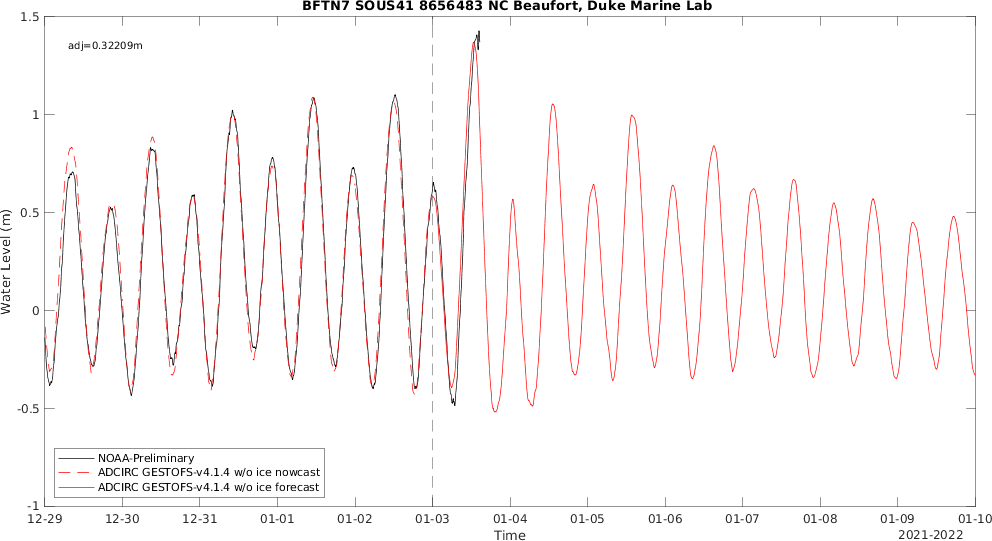 BFTN7 SOUS41 8656483 NC Beaufort, Duke Marine Lab
adj=0.32209m
1.5
1
0.5
0
-0.5
-1
Water Level (m)
NOAA-Preliminary
ADCIRC GESTOFS-v4.1.4 w/o ice nowcast
ADCIRC GESTOFS-v4.1.4 w/o ice forecast
12-29 12-30 12-31 01-01 01-02 01-03 01-04 01-05 01-06 01-07 01-08 01-09 01-10
Time
2021-2022